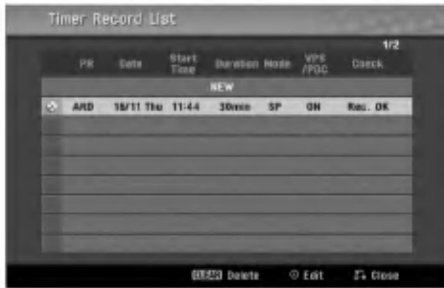 Timer Record List
1/2
PR Date Start Time Duration Mode VPS /PDC Check
NEW
ARD 16/11 Thu 11:44 30min SP ON Rec. OK
CLEAR Delete Edit Close